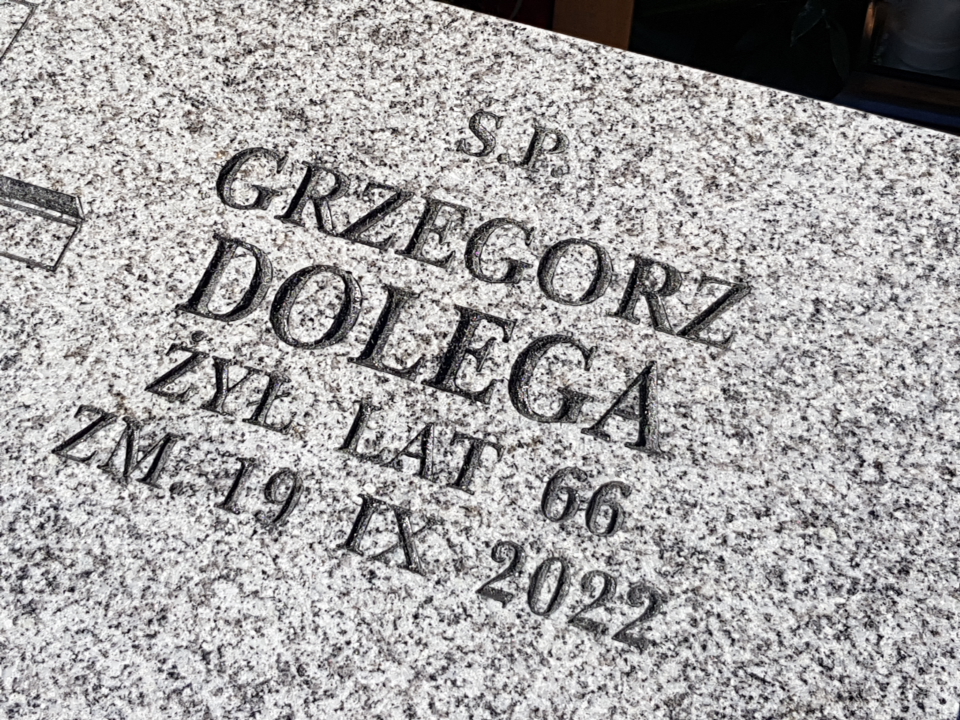 S.P.
GRZEGORZ
DOLEGA
ŻYŁ LAT 66
ZM. 19 IX 2022